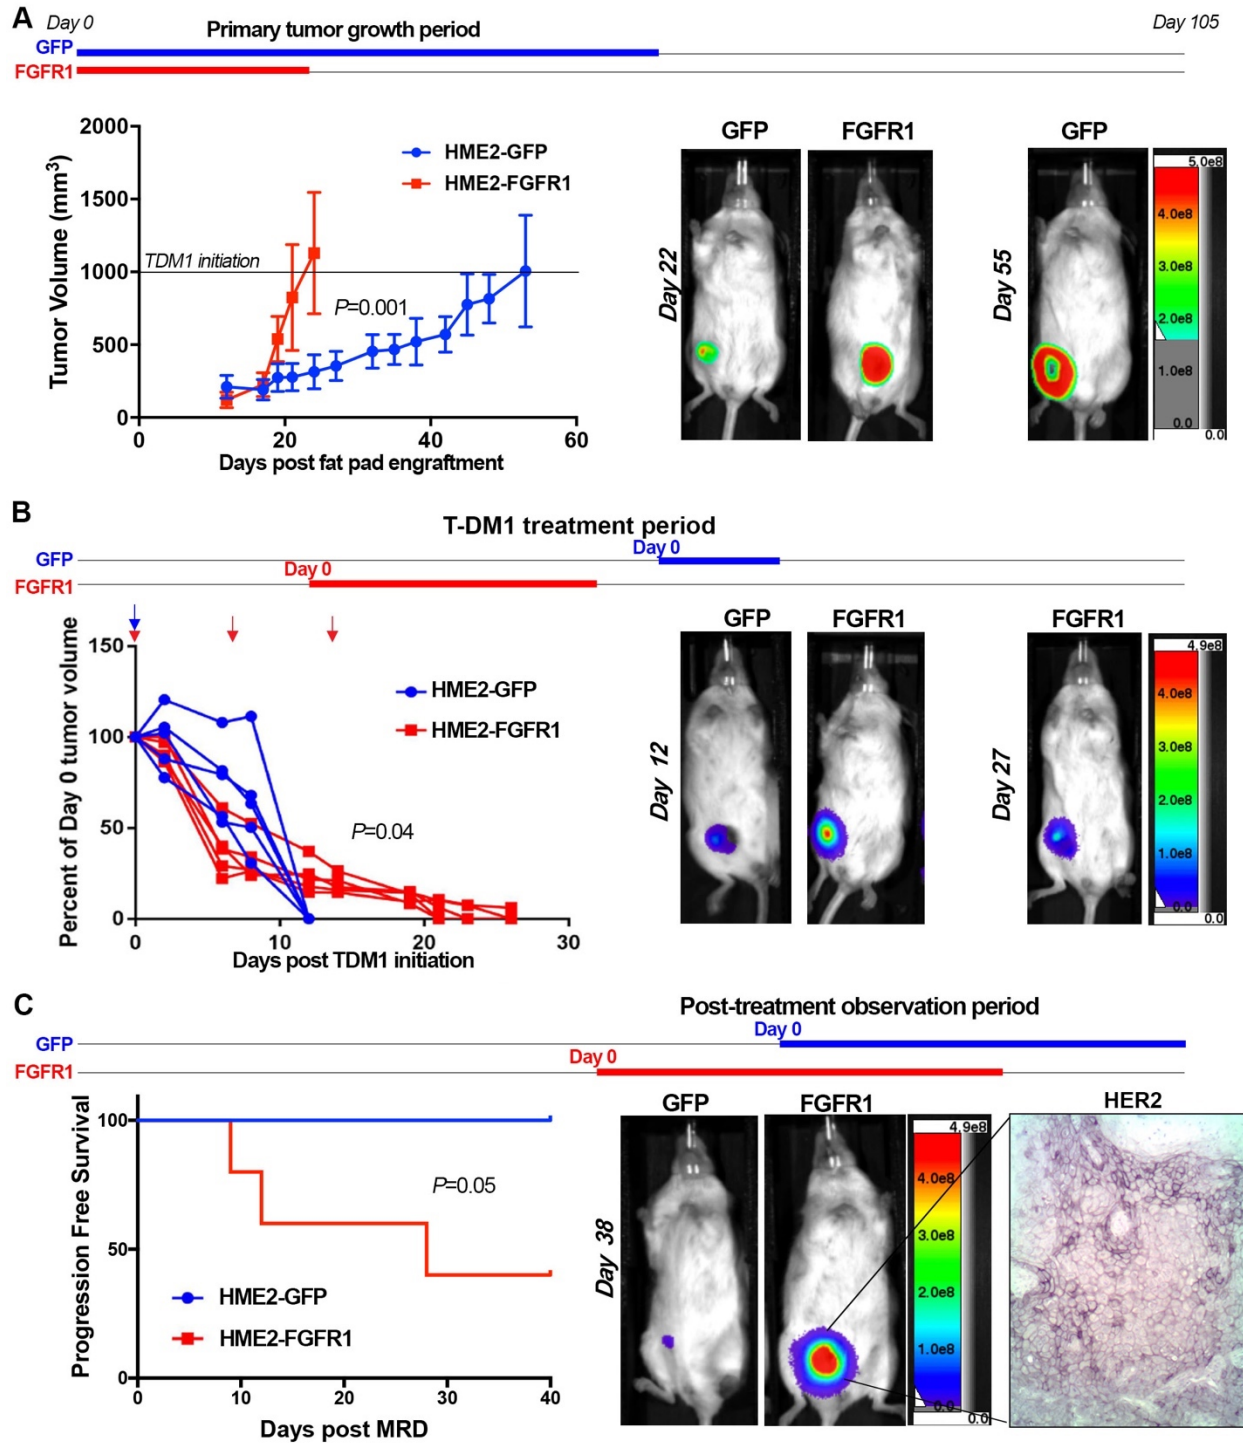 A
Day 0
Primary tumor growth period
Day 105
GFP
FGFR1
2000
1500
1000
500
0
Tumor Volume (mm3)
HME2-GFP
HME2-FGFR1
TDM1 initiation
P=0.001
0
20
40
60
Days post fat pad engraftment
GFP
FGFR1
GFP
Day 22
Day 55
5.0e8
4.0e8
3.0e8
2.0e8
1.0e8
0.0
0.0
B
T-DM1 treatment period
GFP
Day 0
FGFR1
Day 0
150
100
50
0
Percent of Day 0 tumor volume
HME2-GFP
HME2-FGFR1
P=0.04
0
10
20
30
Days post TDM1 initiation
GFP
FGFR1
FGFR1
Day 12
Day 27
4.9e8
4.0e8
3.0e8
2.0e8
1.0e8
0.0
0.0
C
Post-treatment observation period
GFP
Day 0
FGFR1
Day 0
100
50
0
Progression Free Survival
P=0.05
HME2-GFP
HME2-FGFR1
0
10
20
30
40
Days post MRD
GFP
FGFR1
HER2
Day 38
4.9e8
4.0e8
3.0e8
2.0e8
1.0e8
0.0
0.0